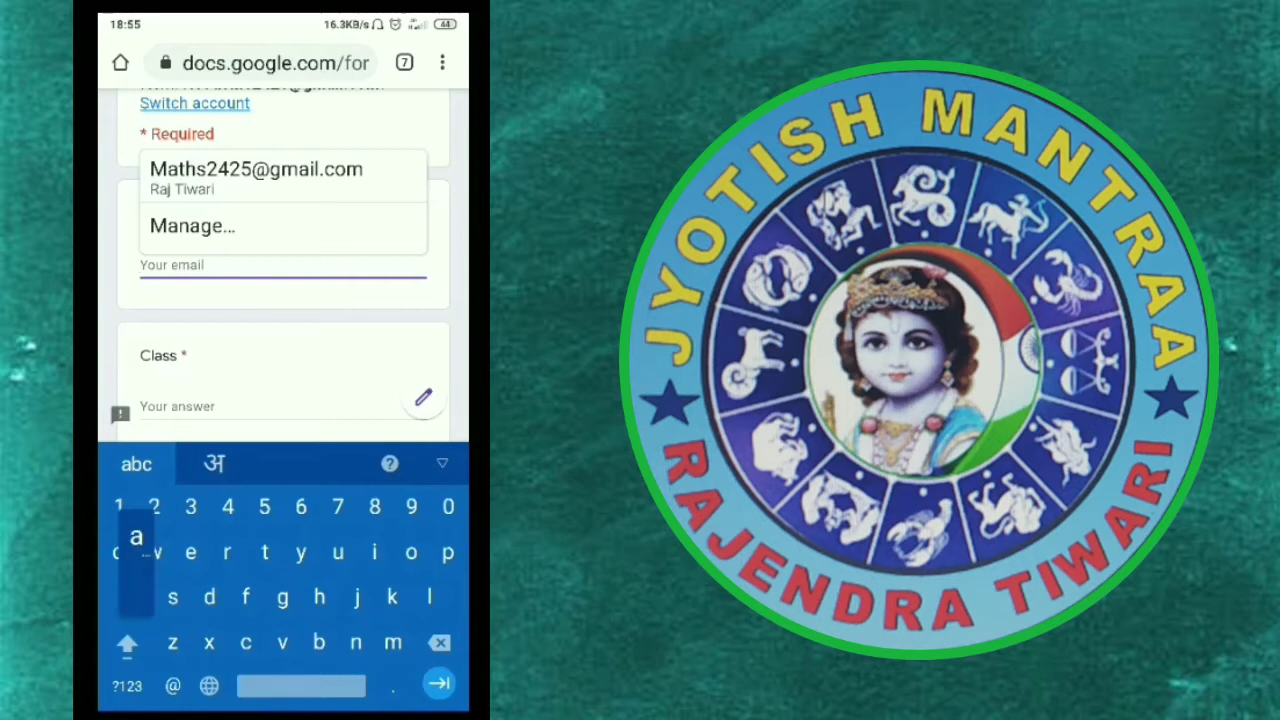 18:55
16.3KB/s
44
docs.google.com/for
7
Switch account
* Required
Maths2425@gmail.com
Raj Tiwari
Manage...
Your email
Class *
Your answer
abc अ ?
1 2 3 4 5 6 7 8 9 0
a
w e r t y u i o p
s d f g h j k l
z x c v b n m
?123 @ .
JYOTISH MANTRAA
RAJENDRA TIWARI